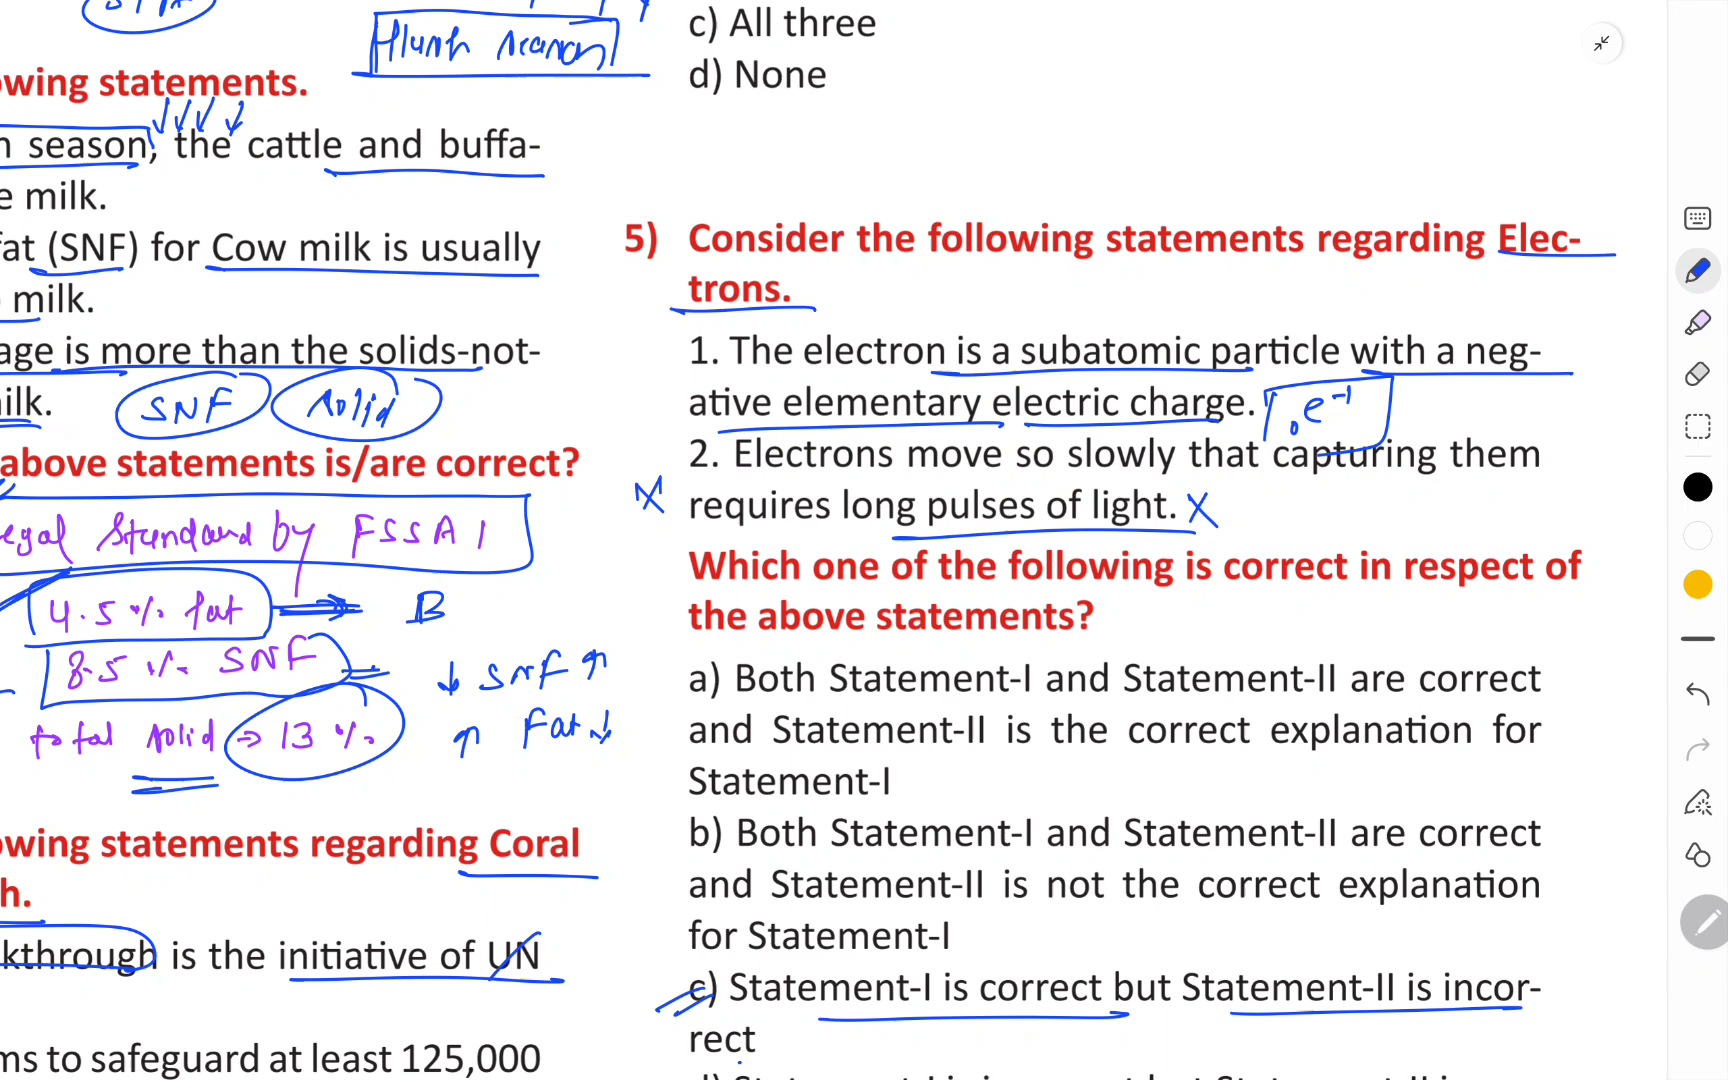 Flush season
owing statements.
n season, the cattle and buffa-
e milk.
fat (SNF) for Cow milk is usually
milk.
age is more than the solids-not-
ilk.
SNF
solid
above statements is/are correct?
egal Standard by FSSAI
4.5 % fat
B
8.5 % SNF
↓ SNF ↑
total solid → 13 %
↑ Fat ↓
owing statements regarding Coral
h.
kthrough is the initiative of UN
ms to safeguard at least 125,000
c) All three
d) None
5) Consider the following statements regarding Elec-
trons.
1. The electron is a subatomic particle with a neg-
ative elementary electric charge.
e⁻¹
2. Electrons move so slowly that capturing them
requires long pulses of light. X
Which one of the following is correct in respect of
the above statements?
a) Both Statement-I and Statement-II are correct
and Statement-II is the correct explanation for
Statement-I
b) Both Statement-I and Statement-II are correct
and Statement-II is not the correct explanation
for Statement-I
c) Statement-I is correct but Statement-II is incor-
rect